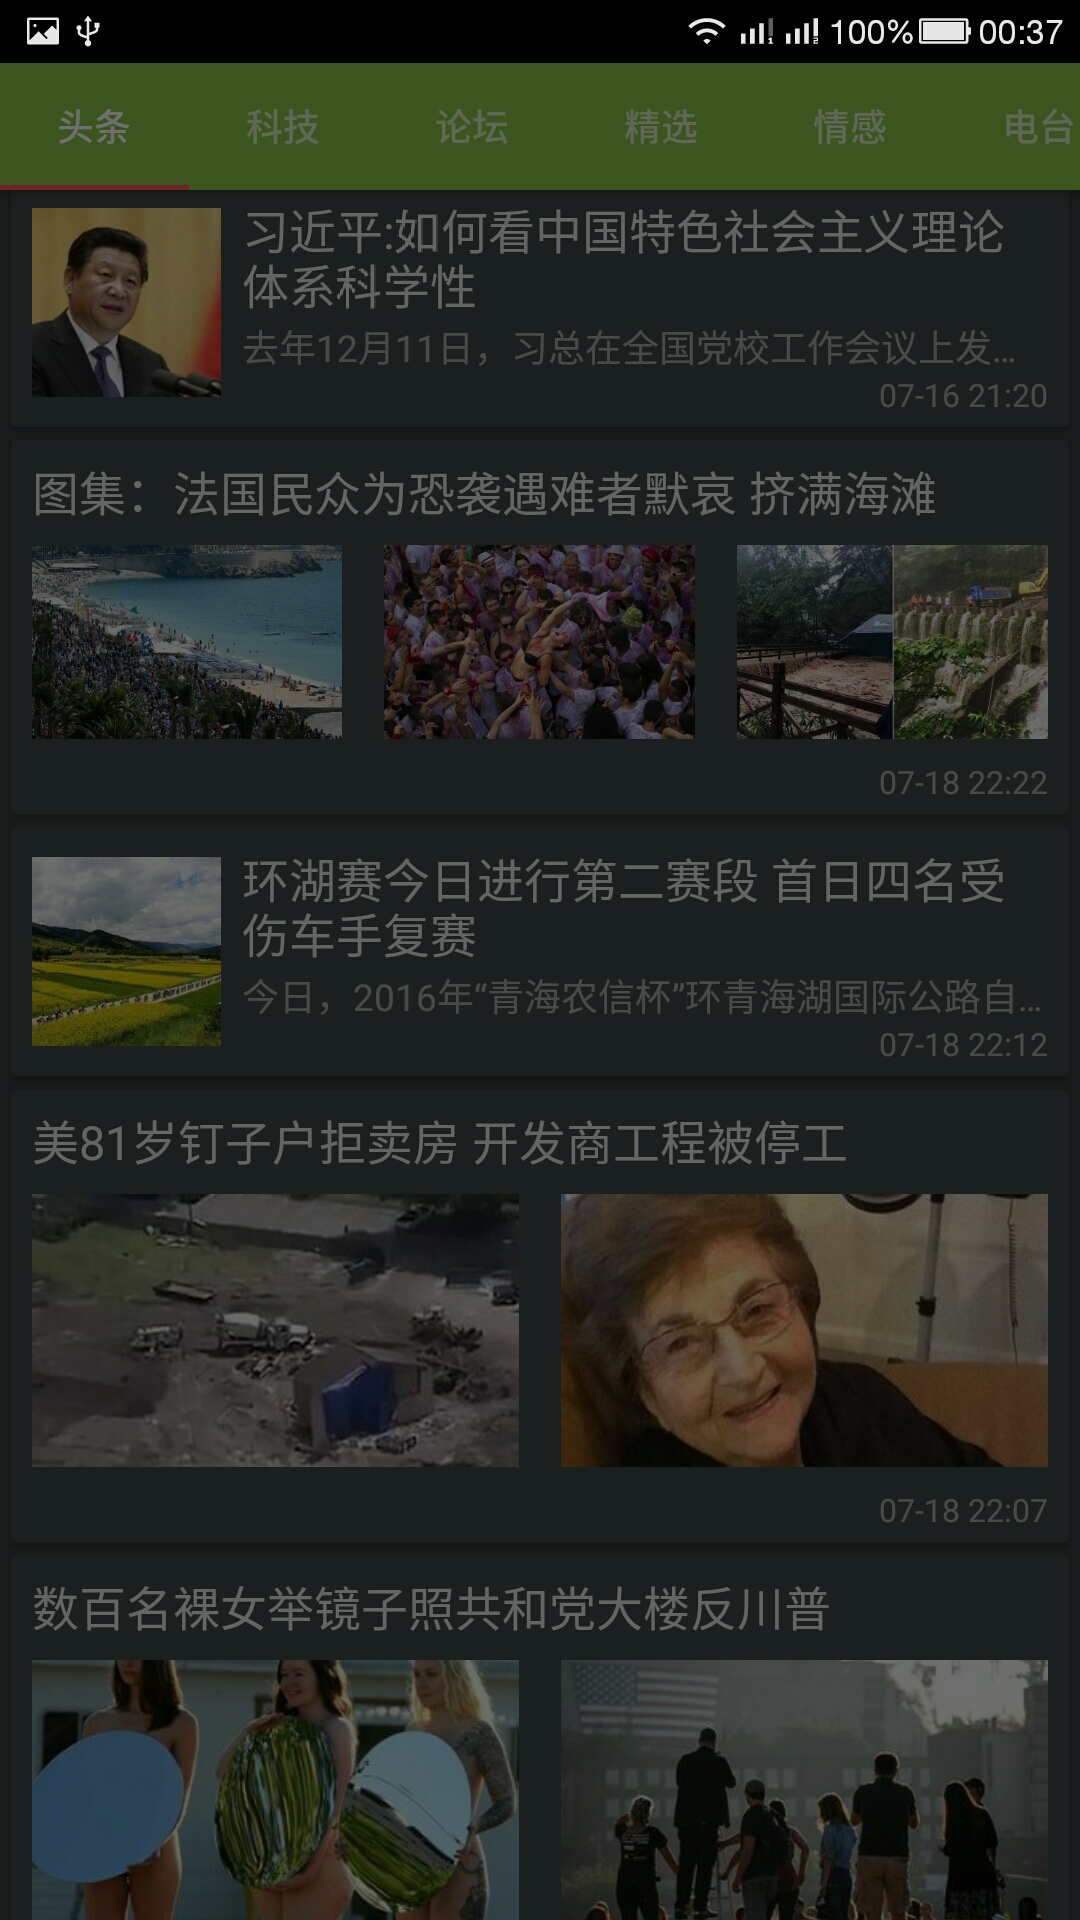 100% 00:37
头条 科技 论坛 精选 情感 电台
习近平:如何看中国特色社会主义理论
体系科学性
去年12月11日，习总在全国党校工作会议上发...
07-16 21:20
图集：法国民众为恐袭遇难者默哀 挤满海滩
07-18 22:22
环湖赛今日进行第二赛段 首日四名受
伤车手复赛
今日，2016年“青海农信杯”环青海湖国际公路自...
07-18 22:12
美81岁钉子户拒卖房 开发商工程被停工
07-18 22:07
数百名裸女举镜子照共和党大楼反川普